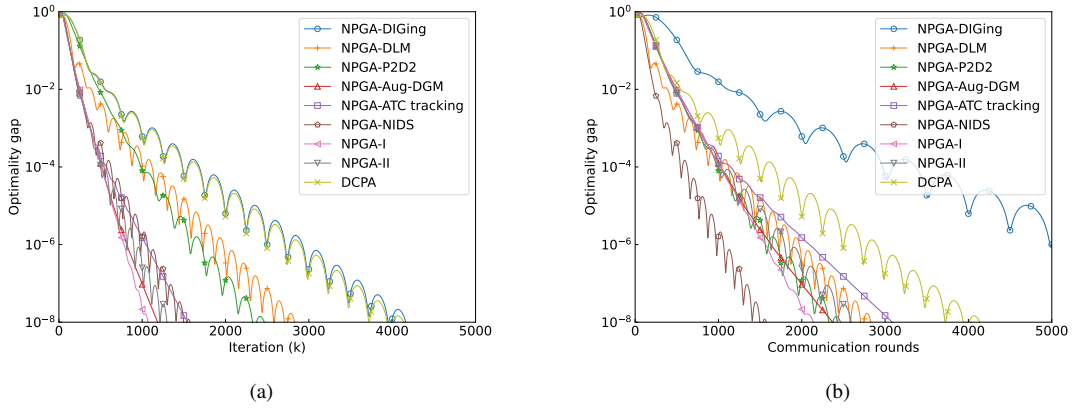 10^0
10^-2
10^-4
10^-6
10^-8
Optimality gap
0
1000
2000
3000
4000
5000
Iteration (k)
NPGA-DIGing
NPGA-DLM
NPGA-P2D2
NPGA-Aug-DGM
NPGA-ATC tracking
NPGA-NIDS
NPGA-I
NPGA-II
DCPA
(a)
10^0
10^-2
10^-4
10^-6
10^-8
Optimality gap
0
1000
2000
3000
4000
5000
Communication rounds
NPGA-DIGing
NPGA-DLM
NPGA-P2D2
NPGA-Aug-DGM
NPGA-ATC tracking
NPGA-NIDS
NPGA-I
NPGA-II
DCPA
(b)